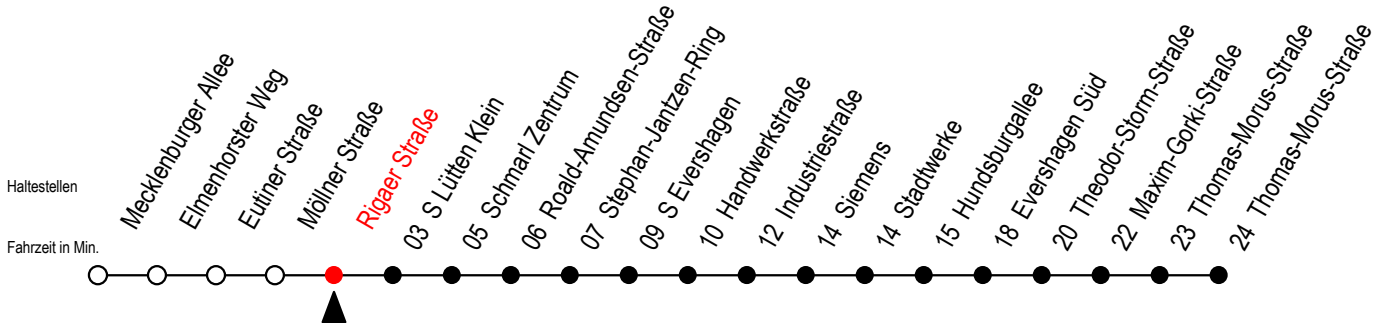 Haltestellen
Fahrzeit in Min.
Mecklenburger Allee
Elmenhorster Weg
Eutiner Straße
Möllner Straße
Rigaer Straße
03 S Lütten Klein
05 Schmarl Zentrum
06 Roald-Amundsen-Straße
07 Stephan-Jantzen-Ring
09 S Evershagen
10 Handwerkstraße
12 Industriestraße
14 Siemens
14 Stadtwerke
15 Hundsburgallee
18 Evershagen Süd
20 Theodor-Storm-Straße
22 Maxim-Gorki-Straße
23 Thomas-Morus-Straße
24 Thomas-Morus-Straße